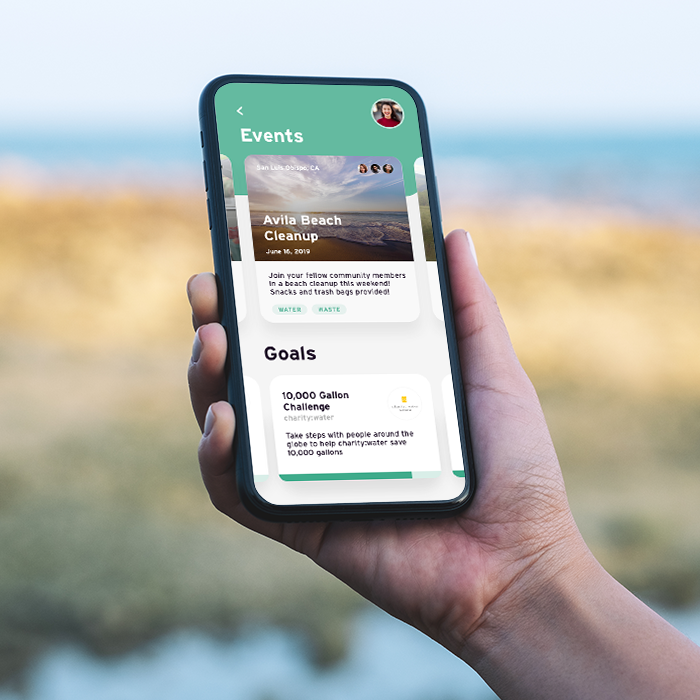 Events
San Luis Obispo, CA
Avila Beach
Cleanup
June 16, 2019
Join your fellow community members
in a beach cleanup this weekend!
Snacks and trash bags provided!
WATER WASTE
Goals
10,000 Gallon
Challenge
charity:water
Take steps with people around the
globe to help charity:water save
10,000 gallons